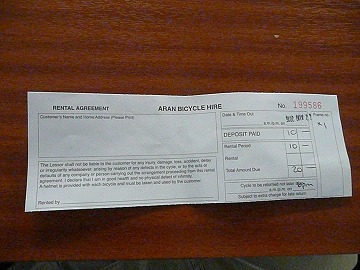 RENTAL AGREEMENT ARAN BICYCLE HIRE No. 199586
Customer's Name and Home Address (Please Print)
Date & Time Out
a.m./p.m. on
Frame no.
x1
DEPOSIT PAID 10 —
Rental Period 10 —
Rental
Total Amount Due 20 —
The Lessor shall not be liable to the customer for any injury, damage, loss, accident, delay
or irregularity whatsoever, arising by reason of any defects in the cycle, or by the acts or
defaults of any company or person carrying out the arrangement proceeding from this rental
agreement. I declare that I am in good health and no physical defect of infirmity.
A helmet is provided with each bicycle and must be taken and used by the customer.
Cycle to be returned not later than
a.m./p.m. on
Subject to extra charge for late return
Rented by